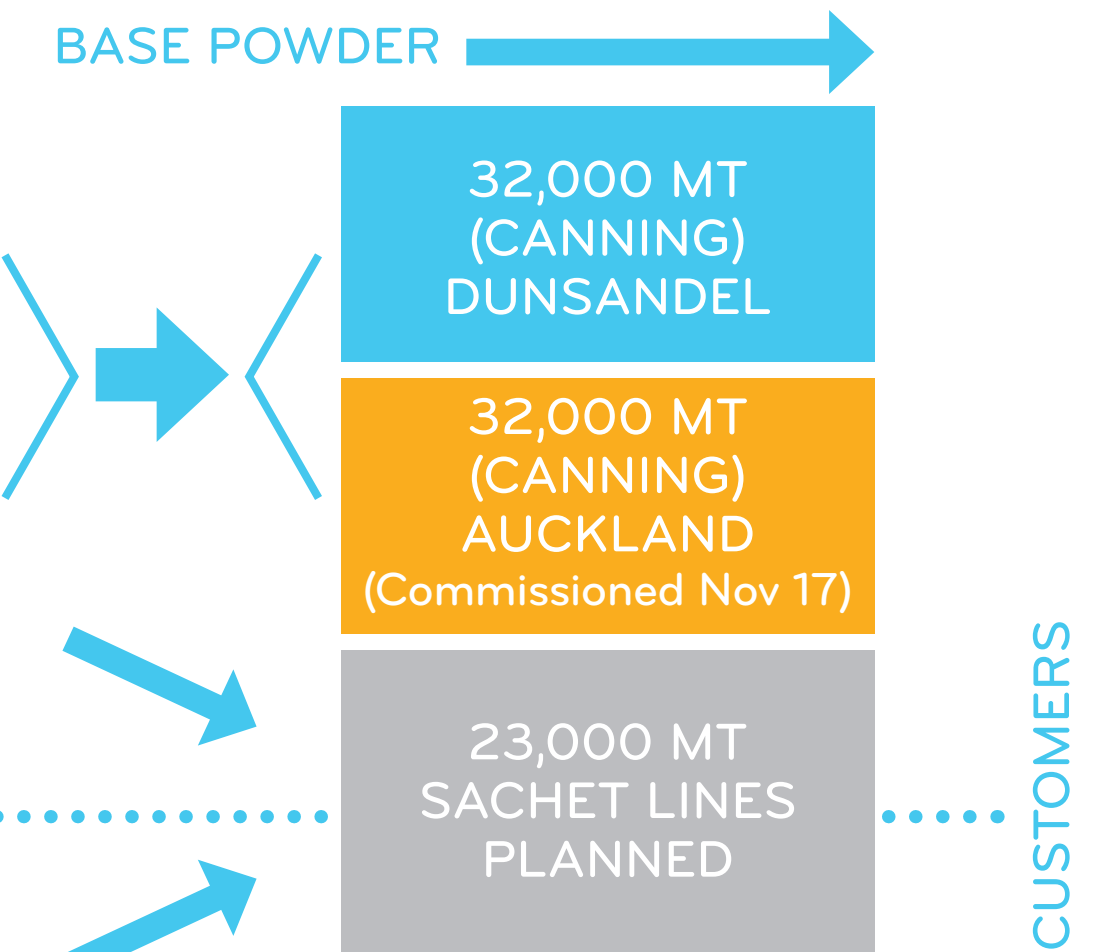 BASE POWDER
32,000 MT
(CANNING)
DUNSANDEL
32,000 MT
(CANNING)
AUCKLAND
(Commissioned Nov 17)
23,000 MT
SACHET LINES
PLANNED
CUSTOMERS